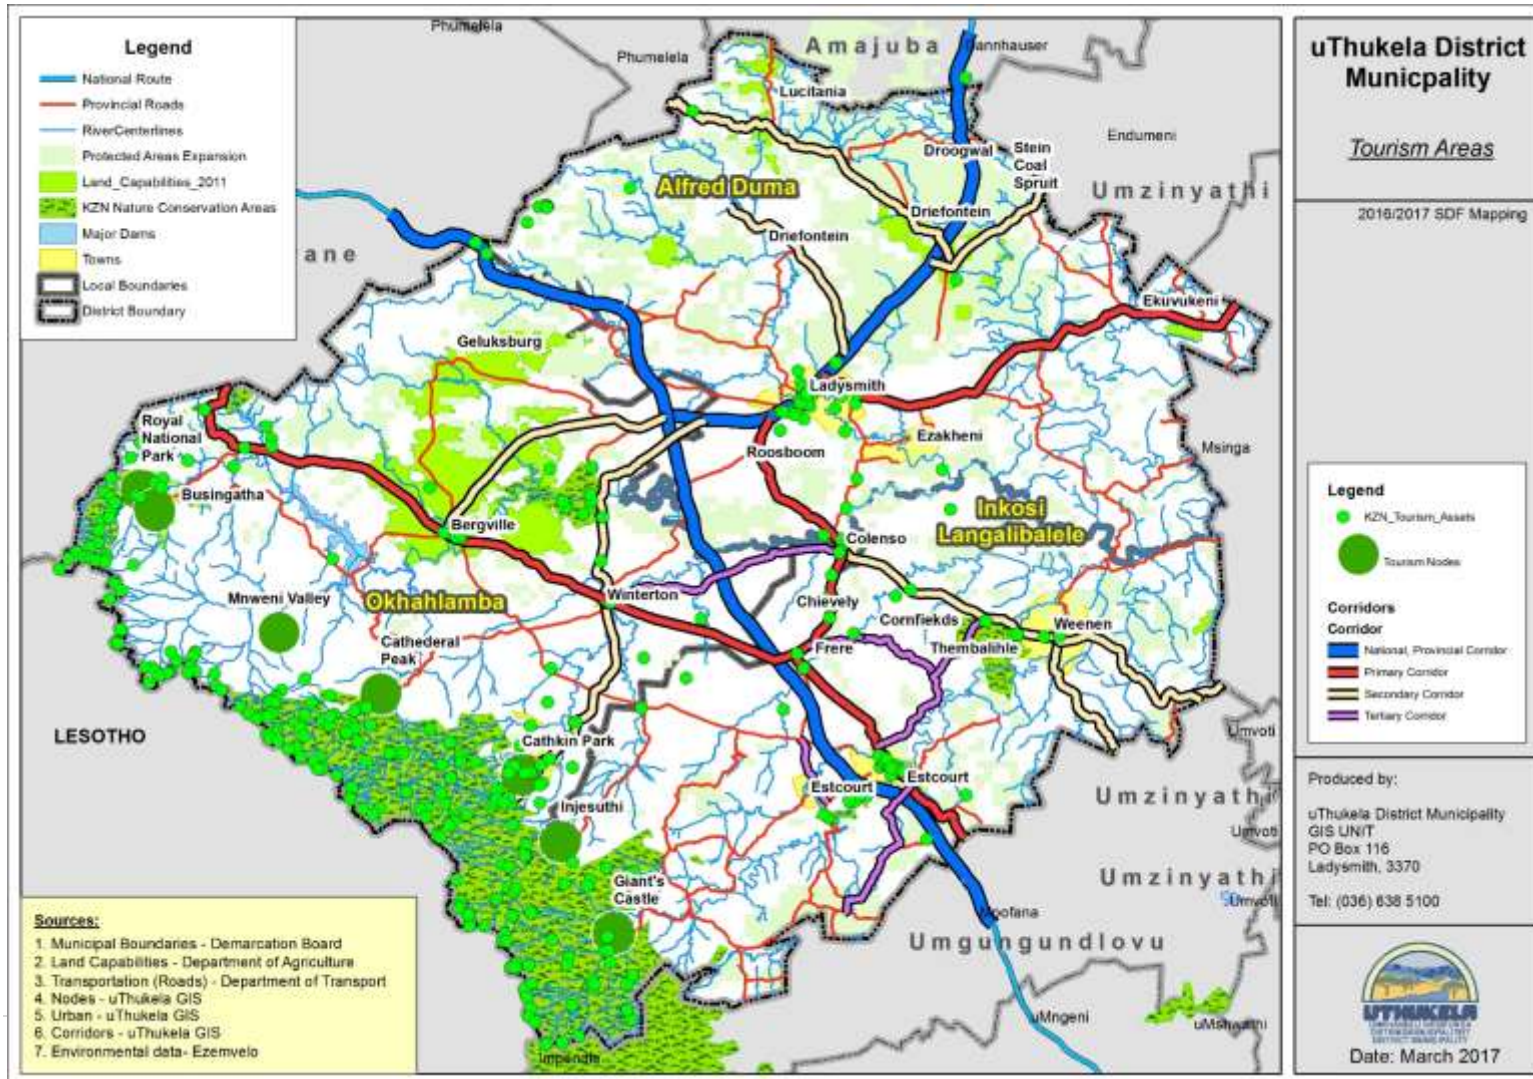 Legend
National Route
Provincial Roads
RiverCenterlines
Protected Areas Expansion
Land_Capabilities_2011
KZN Nature Conservation Areas
Major Dams
Towns
Local Boundaries
District Boundary
Phumelela
Phumelela
Amajuba
annhauser
Lucitania
Endumeni
Droogwal
Stein
Coal
Spruit
Umzinyathi
Alfred Duma
Driefontein
Driefontein
ane
Ekuvukeni
Geluksburg
Ladysmith
Royal
National
Park
Ezakheni
Msinga
Roosboom
Busingatha
Inkosi
Langalibalele
Bergville
Colenso
Mnweni Valley
Okhahlamba
Winterton
Chievely
Cornfiekds
Weenen
Cathederal
Peak
Frere
Thembalihle
LESOTHO
Cathkin Park
Umvoti
Estcourt
Estcourt
Injesuthi
Umzinyathi
Umvoti
Giant's
Castle
Umzinyathi
Umvoti
Moofana
Umgungundlovu
uMngeni
uMshwathi
Impendle
Sources:
1. Municipal Boundaries - Demarcation Board
2. Land Capabilities - Department of Agriculture
3. Transportation (Roads) - Department of Transport
4. Nodes - uThukela GIS
5. Urban - uThukela GIS
6. Corridors - uThukela GIS
7. Environmental data- Ezemvelo
uThukela District
Municpality
Tourism Areas
2016/2017 SDF Mapping
Legend
KZN_Tourism_Assets
Tourism Nodes
Corridors
Corridor
National, Provincial Corridor
Primary Corridor
Secondary Corridor
Tertiary Corridor
Produced by:
uThukela District Municipality
GIS UNIT
PO Box 116
Ladysmith, 3370
Tel: (036) 638 5100
UTHUKELA
DISTRICT MUNICIPALITY
Date: March 2017